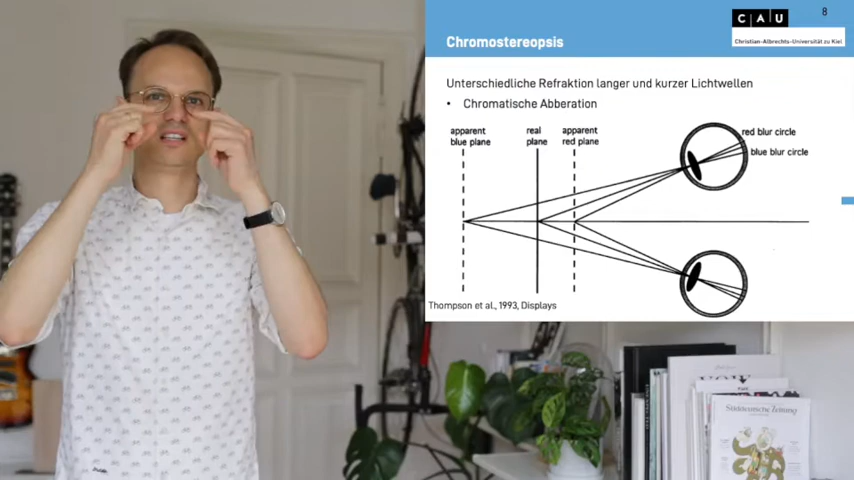 8
CAU
Christian-Albrechts-Universität zu Kiel
Chromostereopsis
Unterschiedliche Refraktion langer und kurzer Lichtwellen
• Chromatische Abberation
apparent
blue plane
real
plane
apparent
red plane
red blur circle
blue blur circle
Thompson et al., 1993, Displays
Süddeutsche Zeitung